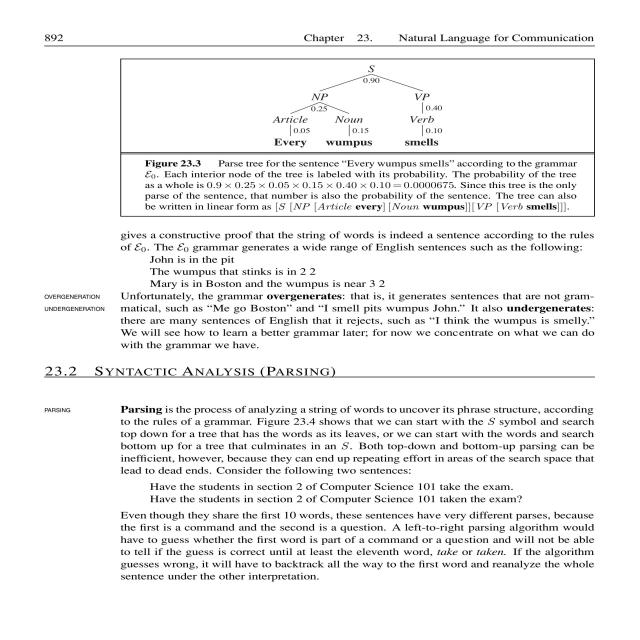 892 Chapter 23. Natural Language for Communication
S
0.90
NP VP
0.25 0.40
Article Noun Verb
0.05 0.15 0.10
Every wumpus smells
Figure 23.3 Parse tree for the sentence “Every wumpus smells” according to the grammar
ℰ₀. Each interior node of the tree is labeled with its probability. The probability of the tree
as a whole is 0.9 × 0.25 × 0.05 × 0.15 × 0.40 × 0.10 = 0.0000675. Since this tree is the only
parse of the sentence, that number is also the probability of the sentence. The tree can also
be written in linear form as [S [NP [Article every] [Noun wumpus]][VP [Verb smells]]].
gives a constructive proof that the string of words is indeed a sentence according to the rules
of ℰ₀. The ℰ₀ grammar generates a wide range of English sentences such as the following:
John is in the pit
The wumpus that stinks is in 2 2
Mary is in Boston and the wumpus is near 3 2
OVERGENERATION Unfortunately, the grammar overgenerates: that is, it generates sentences that are not gram-
UNDERGENERATION matical, such as “Me go Boston” and “I smell pits wumpus John.” It also undergenerates:
there are many sentences of English that it rejects, such as “I think the wumpus is smelly.”
We will see how to learn a better grammar later; for now we concentrate on what we can do
with the grammar we have.
23.2 SYNTACTIC ANALYSIS (PARSING)
PARSING Parsing is the process of analyzing a string of words to uncover its phrase structure, according
to the rules of a grammar. Figure 23.4 shows that we can start with the S symbol and search
top down for a tree that has the words as its leaves, or we can start with the words and search
bottom up for a tree that culminates in an S. Both top-down and bottom-up parsing can be
inefficient, however, because they can end up repeating effort in areas of the search space that
lead to dead ends. Consider the following two sentences:
Have the students in section 2 of Computer Science 101 take the exam.
Have the students in section 2 of Computer Science 101 taken the exam?
Even though they share the first 10 words, these sentences have very different parses, because
the first is a command and the second is a question. A left-to-right parsing algorithm would
have to guess whether the first word is part of a command or a question and will not be able
to tell if the guess is correct until at least the eleventh word, take or taken. If the algorithm
guesses wrong, it will have to backtrack all the way to the first word and reanalyze the whole
sentence under the other interpretation.